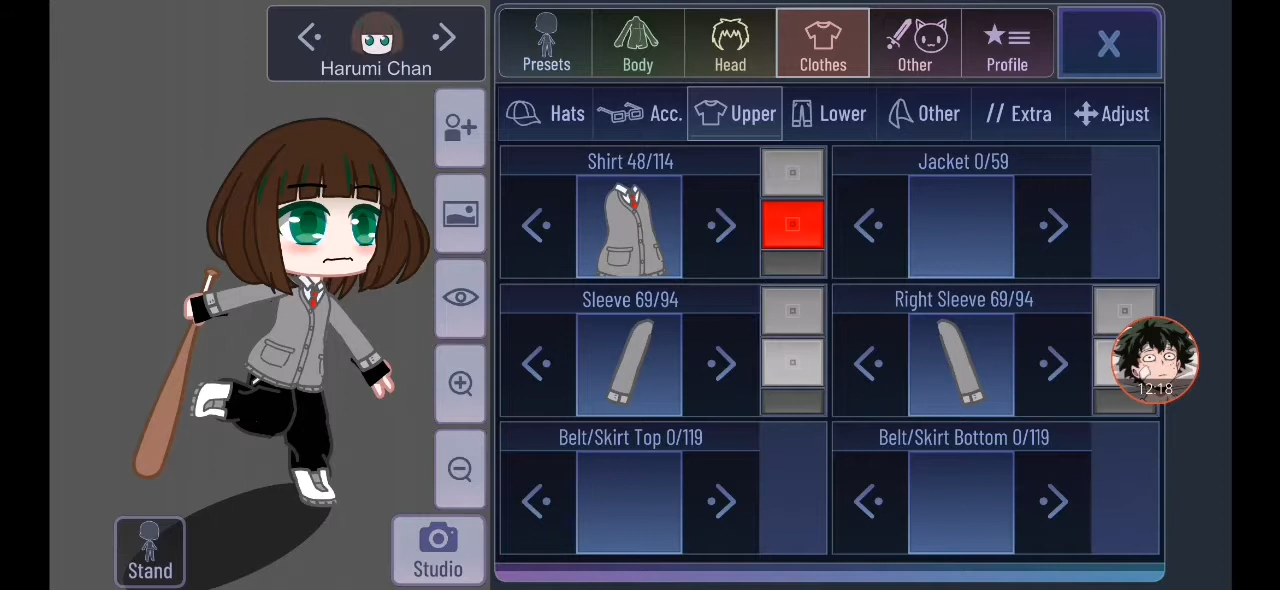 Harumi Chan
Presets
Body
Head
Clothes
Other
Profile
X
Hats
Acc.
Upper
Lower
Other
Extra
Adjust
Shirt 48/114
Jacket 0/59
Sleeve 69/94
Right Sleeve 69/94
12.18
Belt/Skirt Top 0/119
Belt/Skirt Bottom 0/119
Stand
Studio